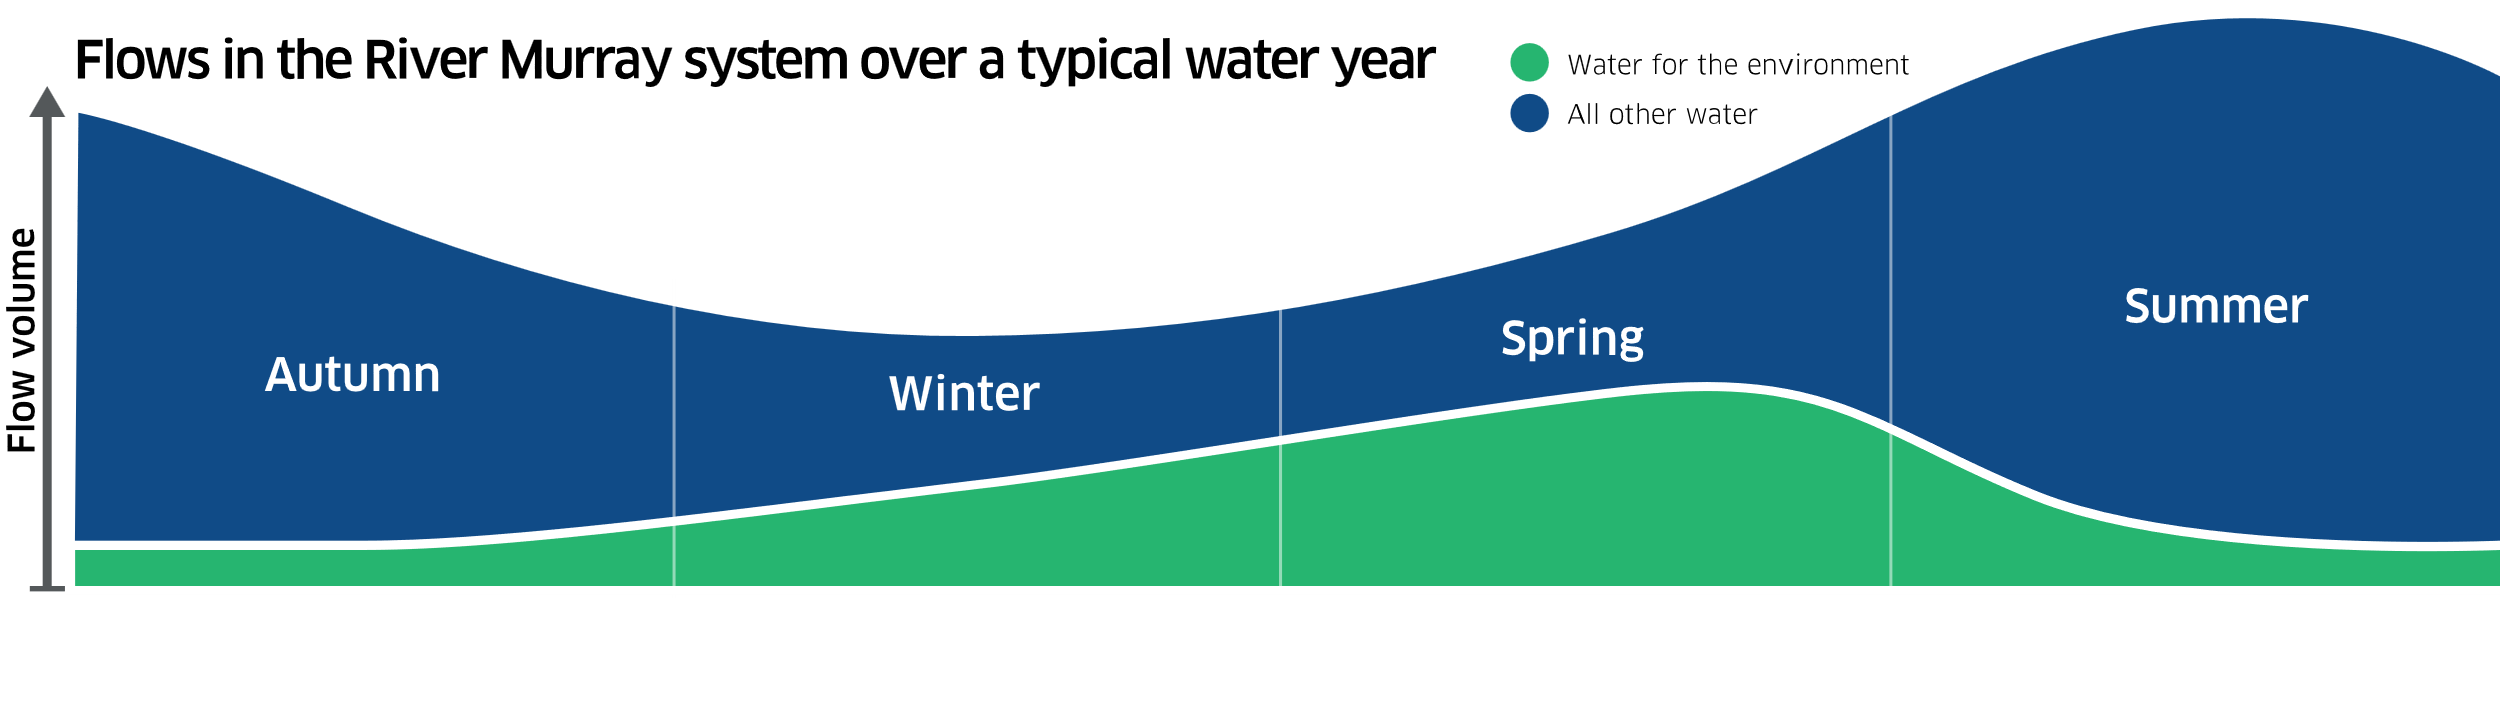 Flows in the River Murray system over a typical water year
Water for the environment
All other water
Flow Volume
Autumn
Winter
Spring
Summer